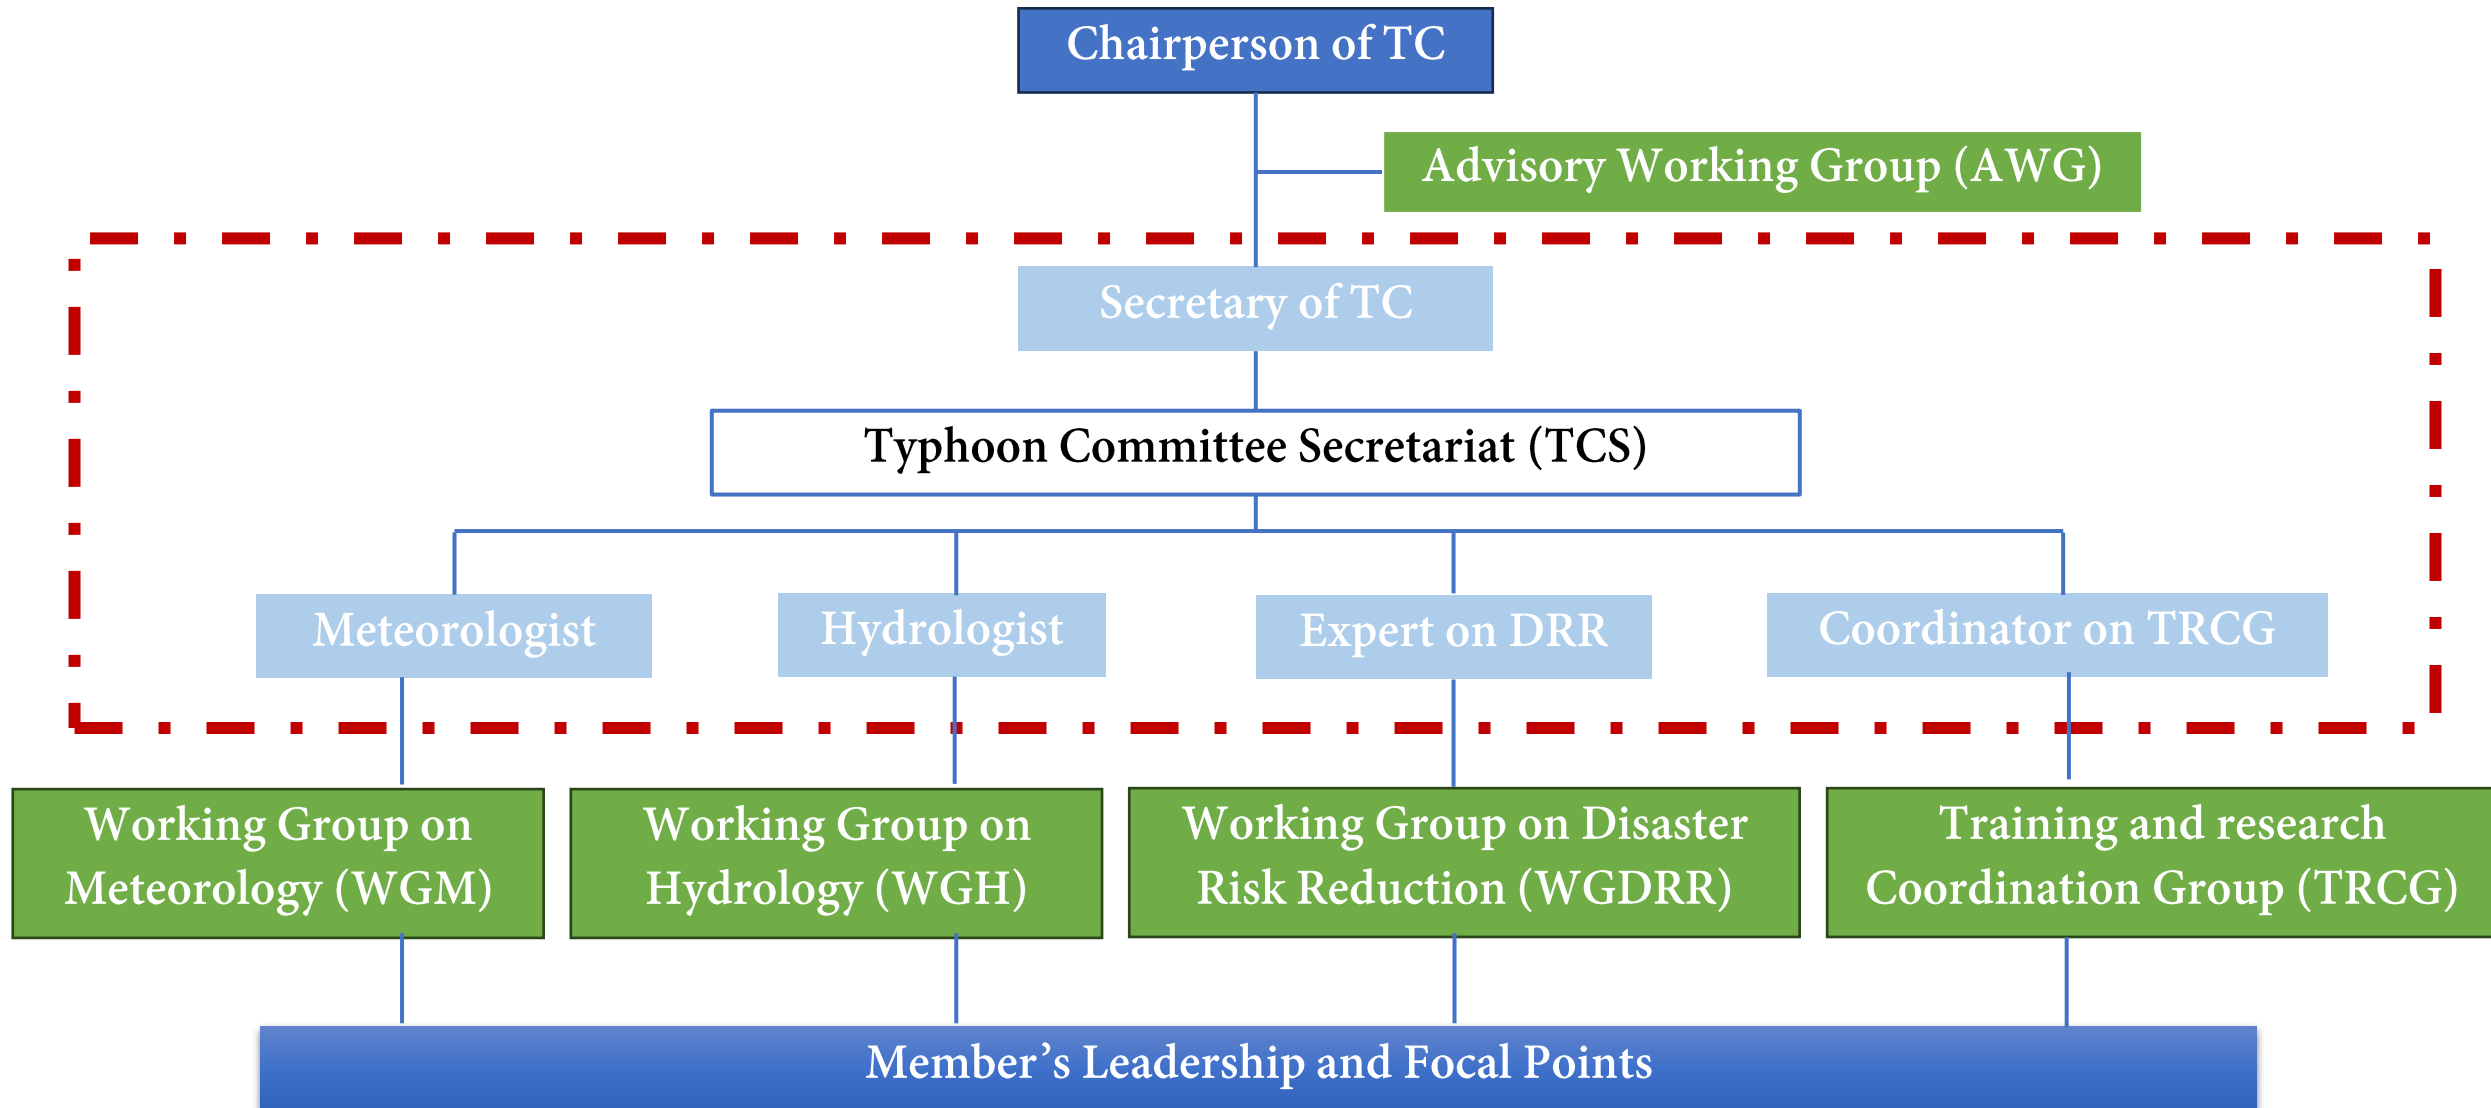 Chairperson of TC
Advisory Working Group (AWG)
Secretary of TC
Typhoon Committee Secretariat (TCS)
Meteorologist
Hydrologist
Expert on DRR
Coordinator on TRCG
Working Group on
Meteorology (WGM)
Working Group on
Hydrology (WGH)
Working Group on Disaster
Risk Reduction (WGDRR)
Training and research
Coordination Group (TRCG)
Member’s Leadership and Focal Points